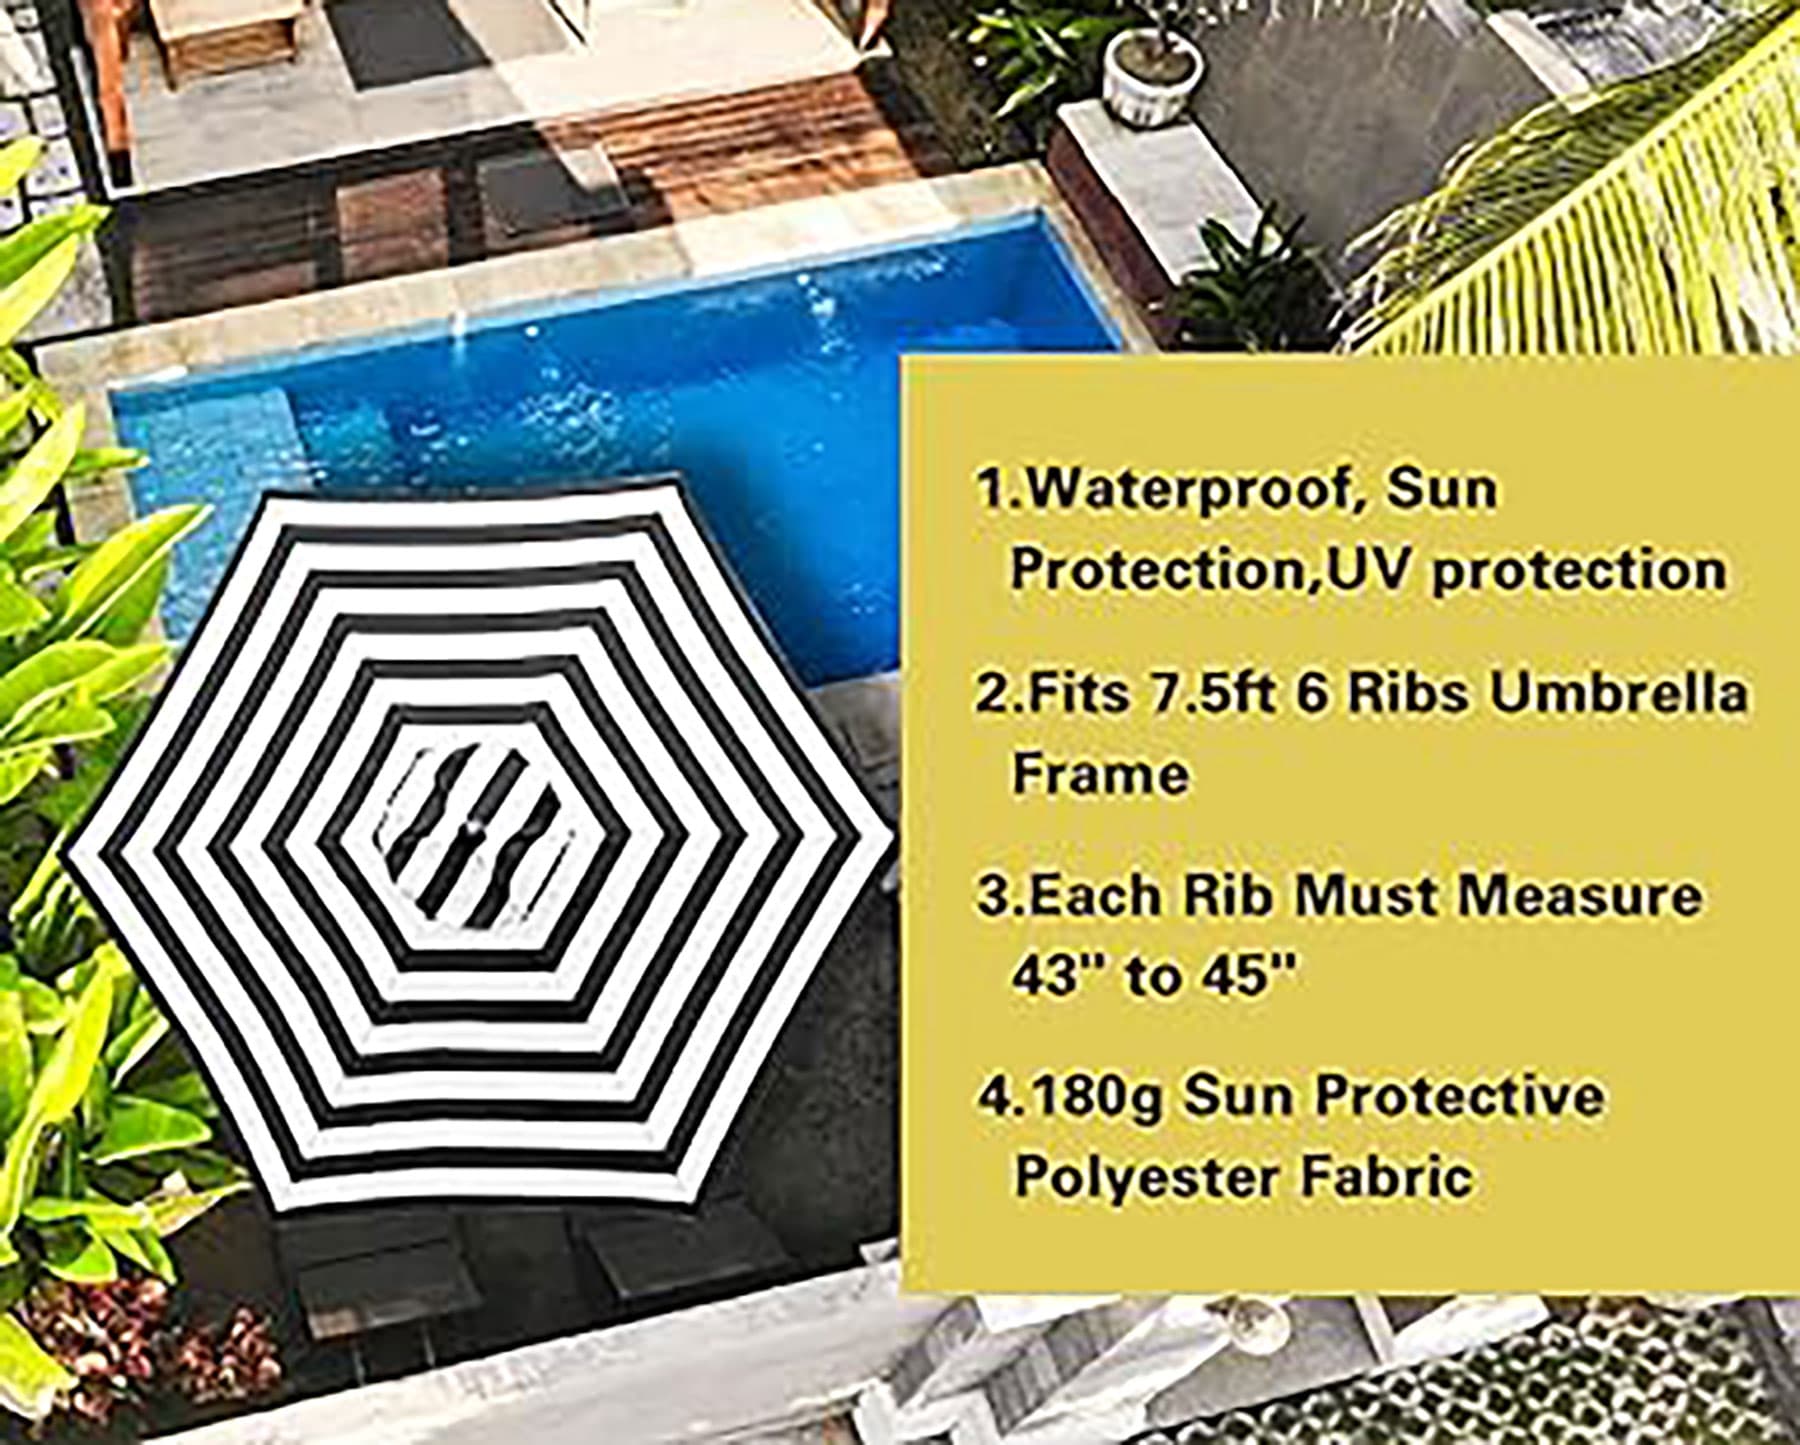 1.Waterproof, Sun
Protection,UV protection
2.Fits 7.5ft 6 Ribs Umbrella
Frame
3.Each Rib Must Measure
43" to 45"
4.180g Sun Protective
Polyester Fabric